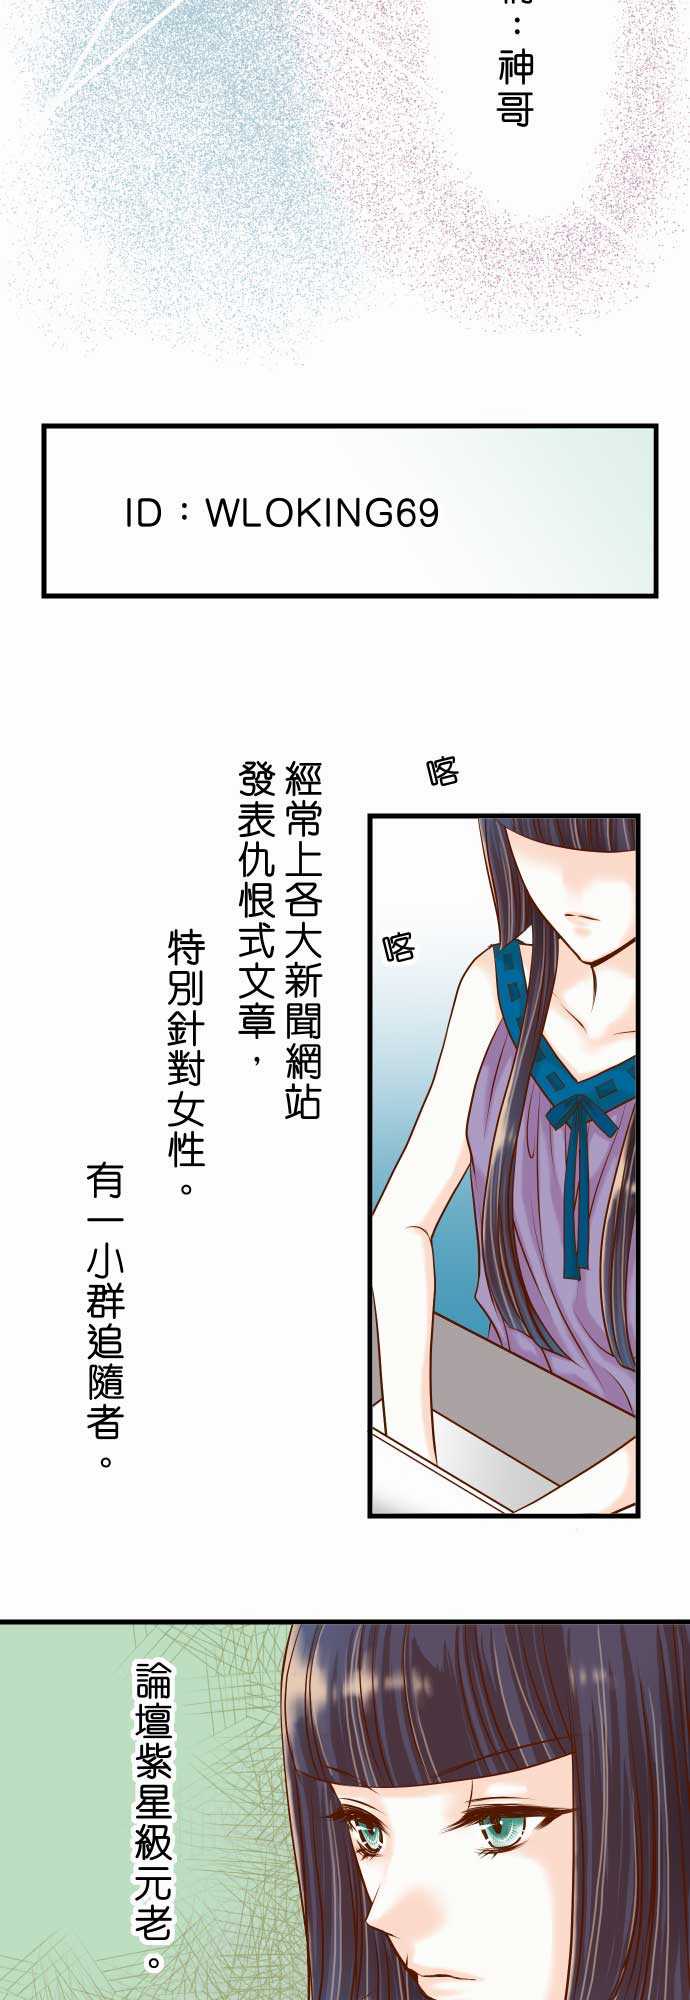 ：神哥
ID：WLOKING69
喀
喀
經常上各大新聞網站
發表仇恨式文章，
特別針對女性。
有一小群追隨者。
論壇紫星級元老。